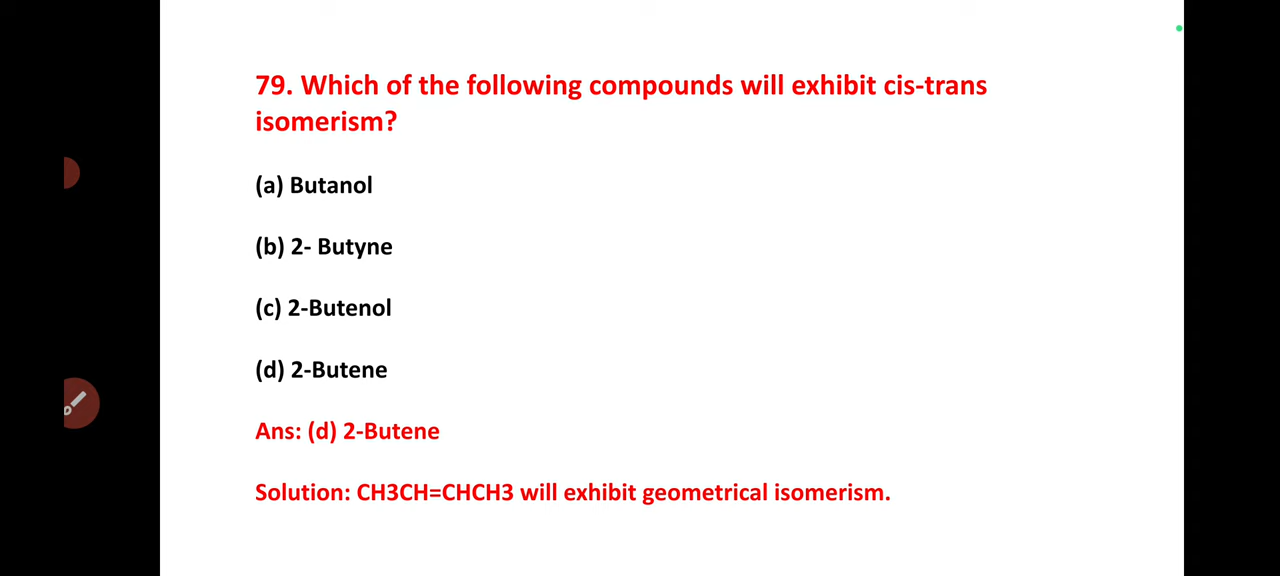 79. Which of the following compounds will exhibit cis-trans
isomerism?
(a) Butanol
(b) 2- Butyne
(c) 2-Butenol
(d) 2-Butene
Ans: (d) 2-Butene
Solution: CH3CH=CHCH3 will exhibit geometrical isomerism.